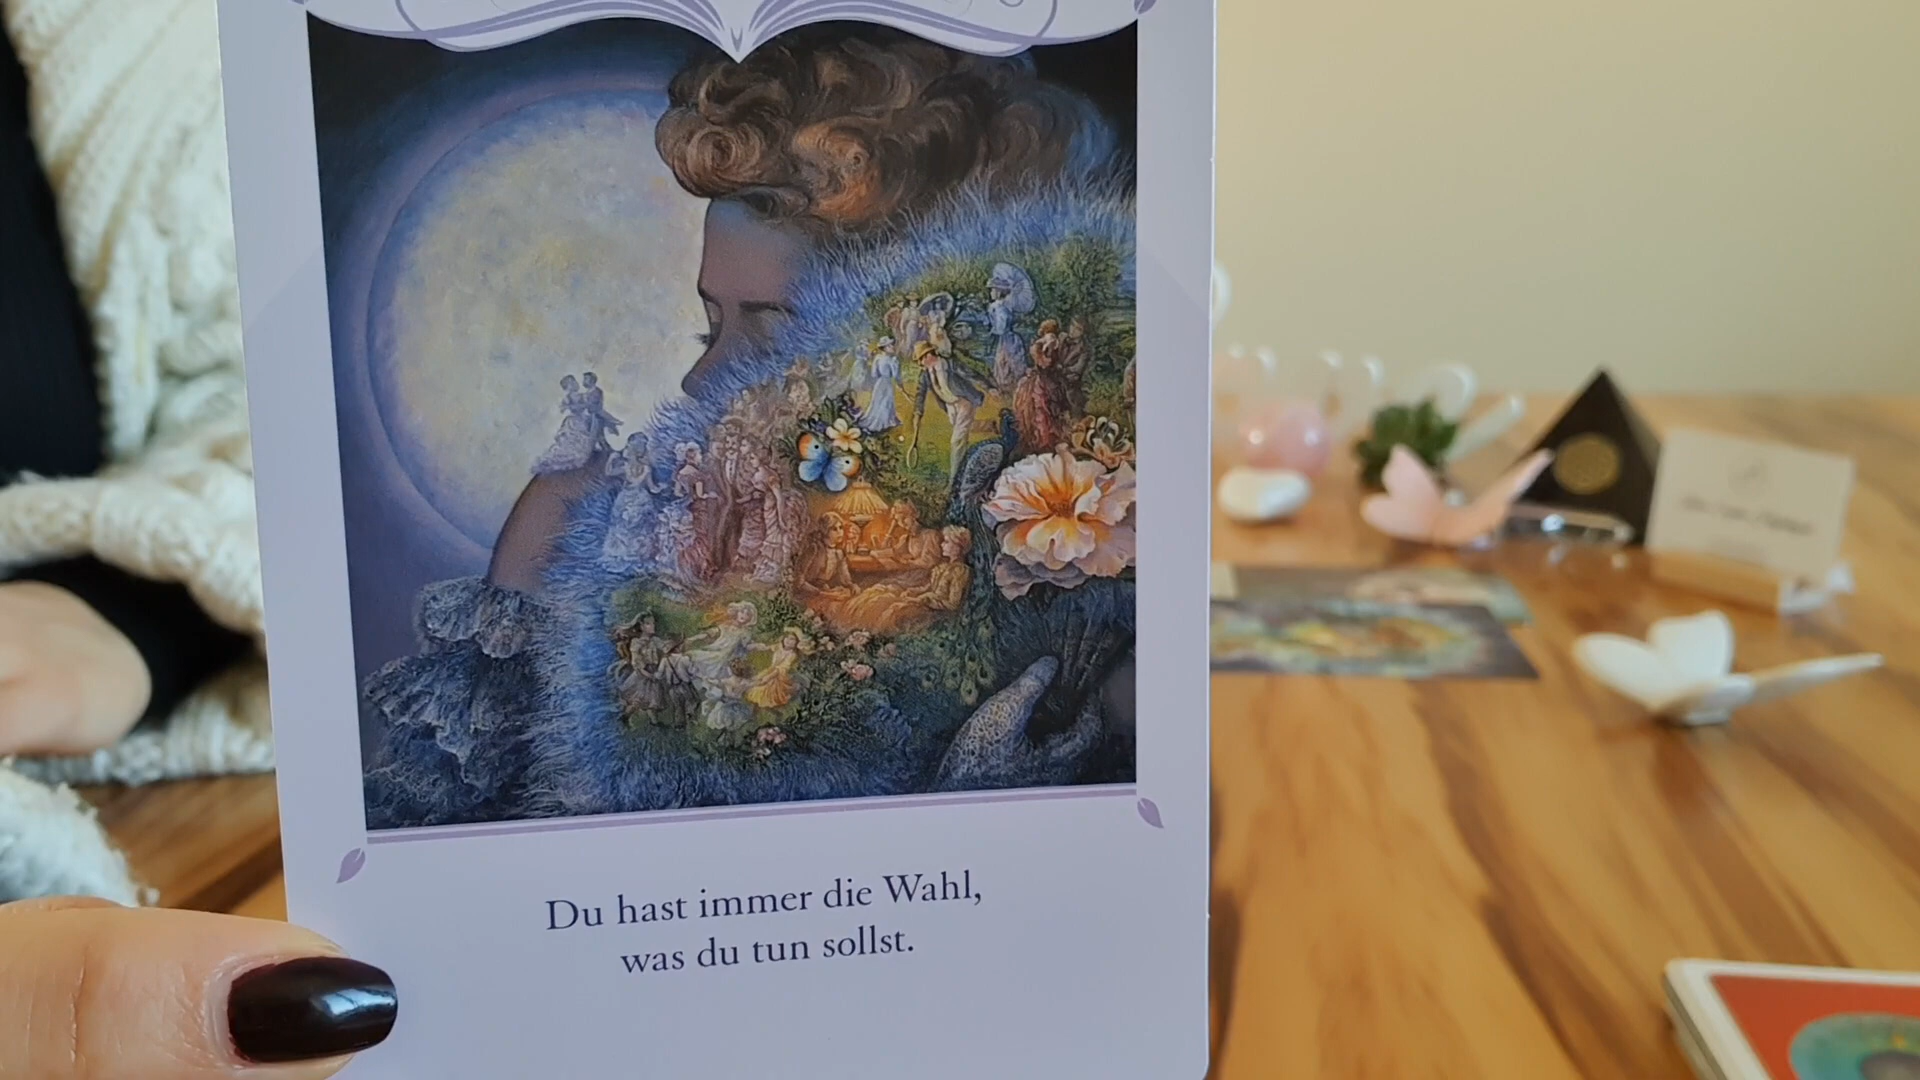 Du hast immer die Wahl,
was du tun sollst.